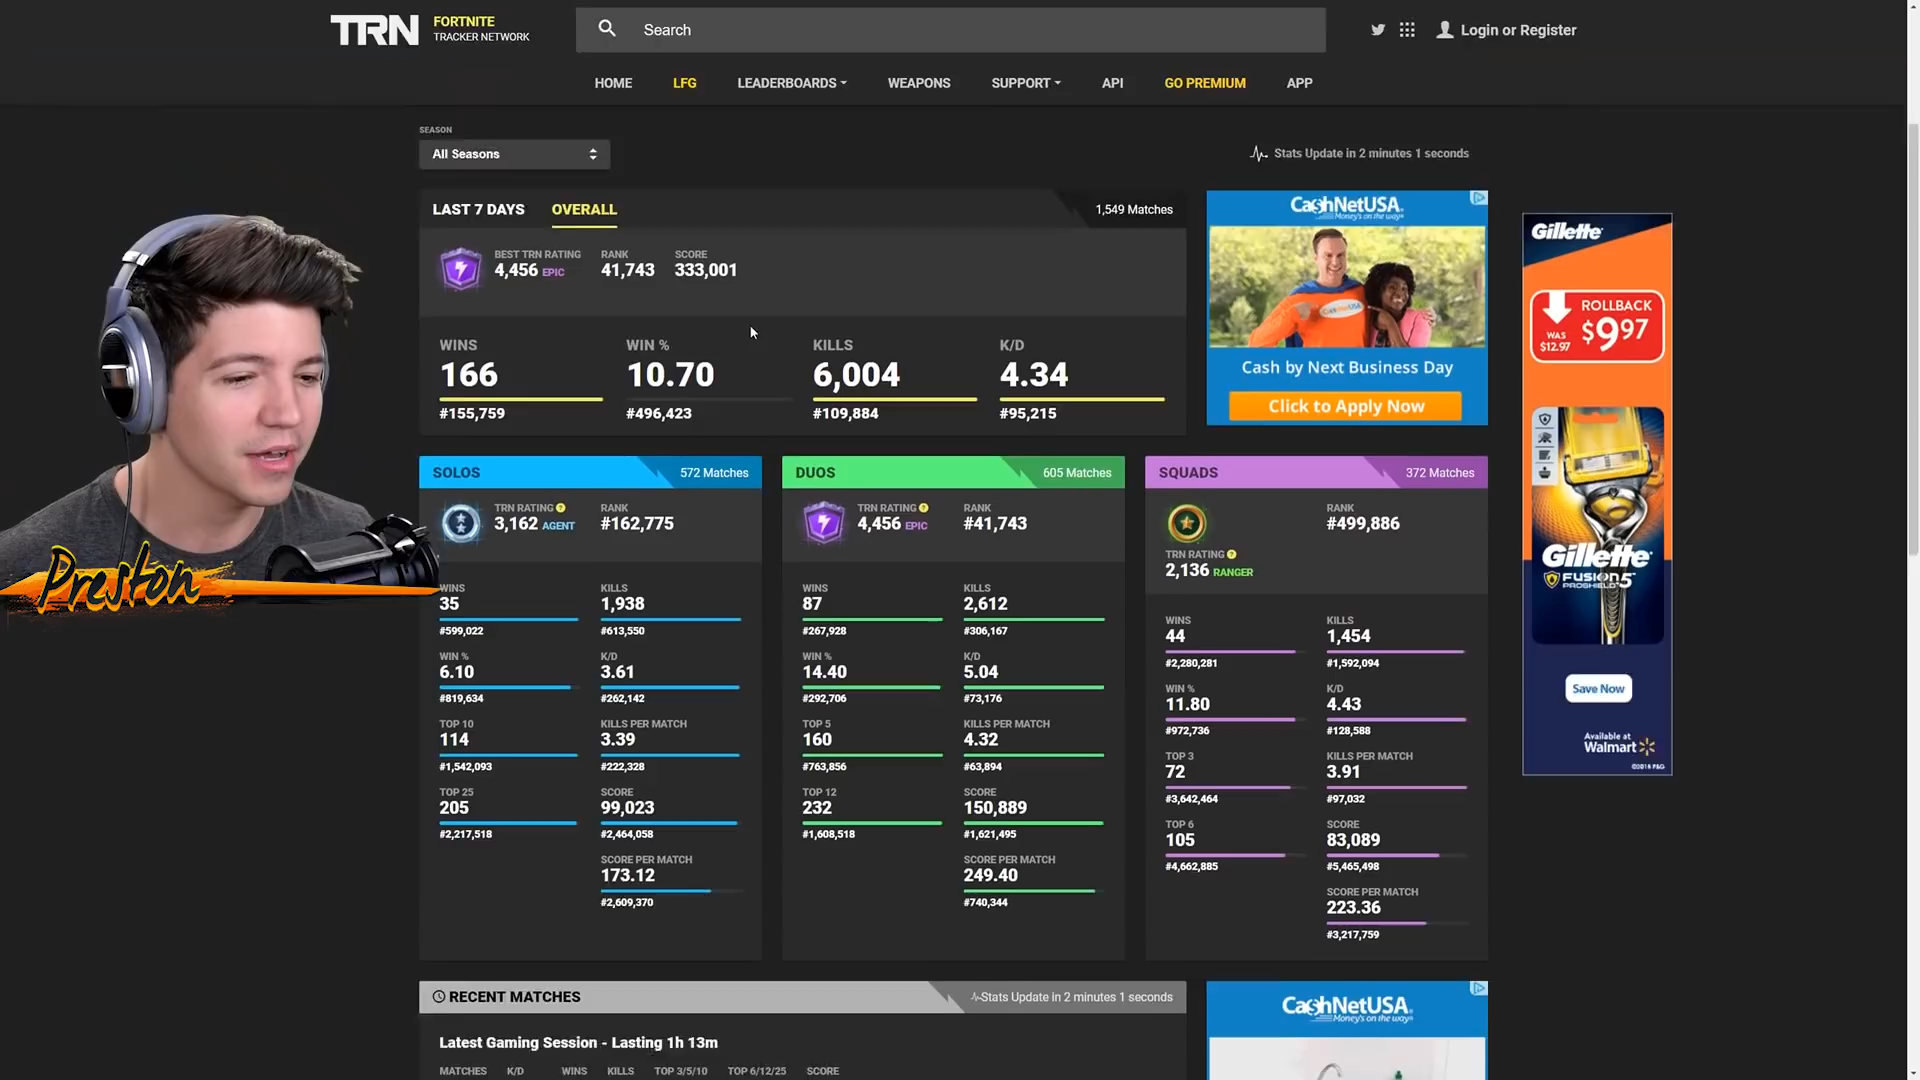 TRN FORTNITE
TRACKER NETWORK
Search
Login or Register
HOME LFG LEADERBOARDS WEAPONS SUPPORT API GO PREMIUM APP
SEASON
All Seasons
Stats Update in 2 minutes 1 seconds
LAST 7 DAYS OVERALL 1,549 Matches
BEST TRN RATING RANK SCORE
4,456 EPIC 41,743 333,001
WINS WIN % KILLS K/D
166 10.70 6,004 4.34
#155,759 #496,423 #109,884 #95,215
CashNetUSA
Money's on the way
CashNetUSA
Cash by Next Business Day
Click to Apply Now
Gillette
ROLLBACK
WAS
$12.97
$9.97
Gillette
FUSION5
PROSHIELD
Save Now
Available at
Walmart
©2018 P&G
Preston
SOLOS 572 Matches
TRN RATING RANK
3,162 AGENT #162,775
WINS KILLS
35 1,938
#599,022 #613,550
WIN % K/D
6.10 3.61
#819,634 #262,142
TOP 10 KILLS PER MATCH
114 3.39
#1,542,093 #222,328
TOP 25 SCORE
205 99,023
#2,217,518 #2,464,058
SCORE PER MATCH
173.12
#2,609,370
DUOS 605 Matches
TRN RATING RANK
4,456 EPIC #41,743
WINS KILLS
87 2,612
#267,928 #306,167
WIN % K/D
14.40 5.04
#292,706 #73,176
TOP 5 KILLS PER MATCH
160 4.32
#763,856 #63,894
TOP 12 SCORE
232 150,889
#1,608,518 #1,621,495
SCORE PER MATCH
249.40
#740,344
SQUADS 372 Matches
RANK
#499,886
TRN RATING
2,136 RANGER
WINS KILLS
44 1,454
#2,280,281 #1,592,094
WIN % K/D
11.80 4.43
#972,736 #128,588
TOP 3 KILLS PER MATCH
72 3.91
#3,642,464 #97,032
TOP 6 SCORE
105 83,089
#4,662,885 #5,465,498
SCORE PER MATCH
223.36
#3,217,759
RECENT MATCHES Stats Update in 2 minutes 1 seconds
Latest Gaming Session - Lasting 1h 13m
MATCHES K/D WINS KILLS TOP 3/5/10 TOP 6/12/25 SCORE
CashNetUSA
Money's on the way